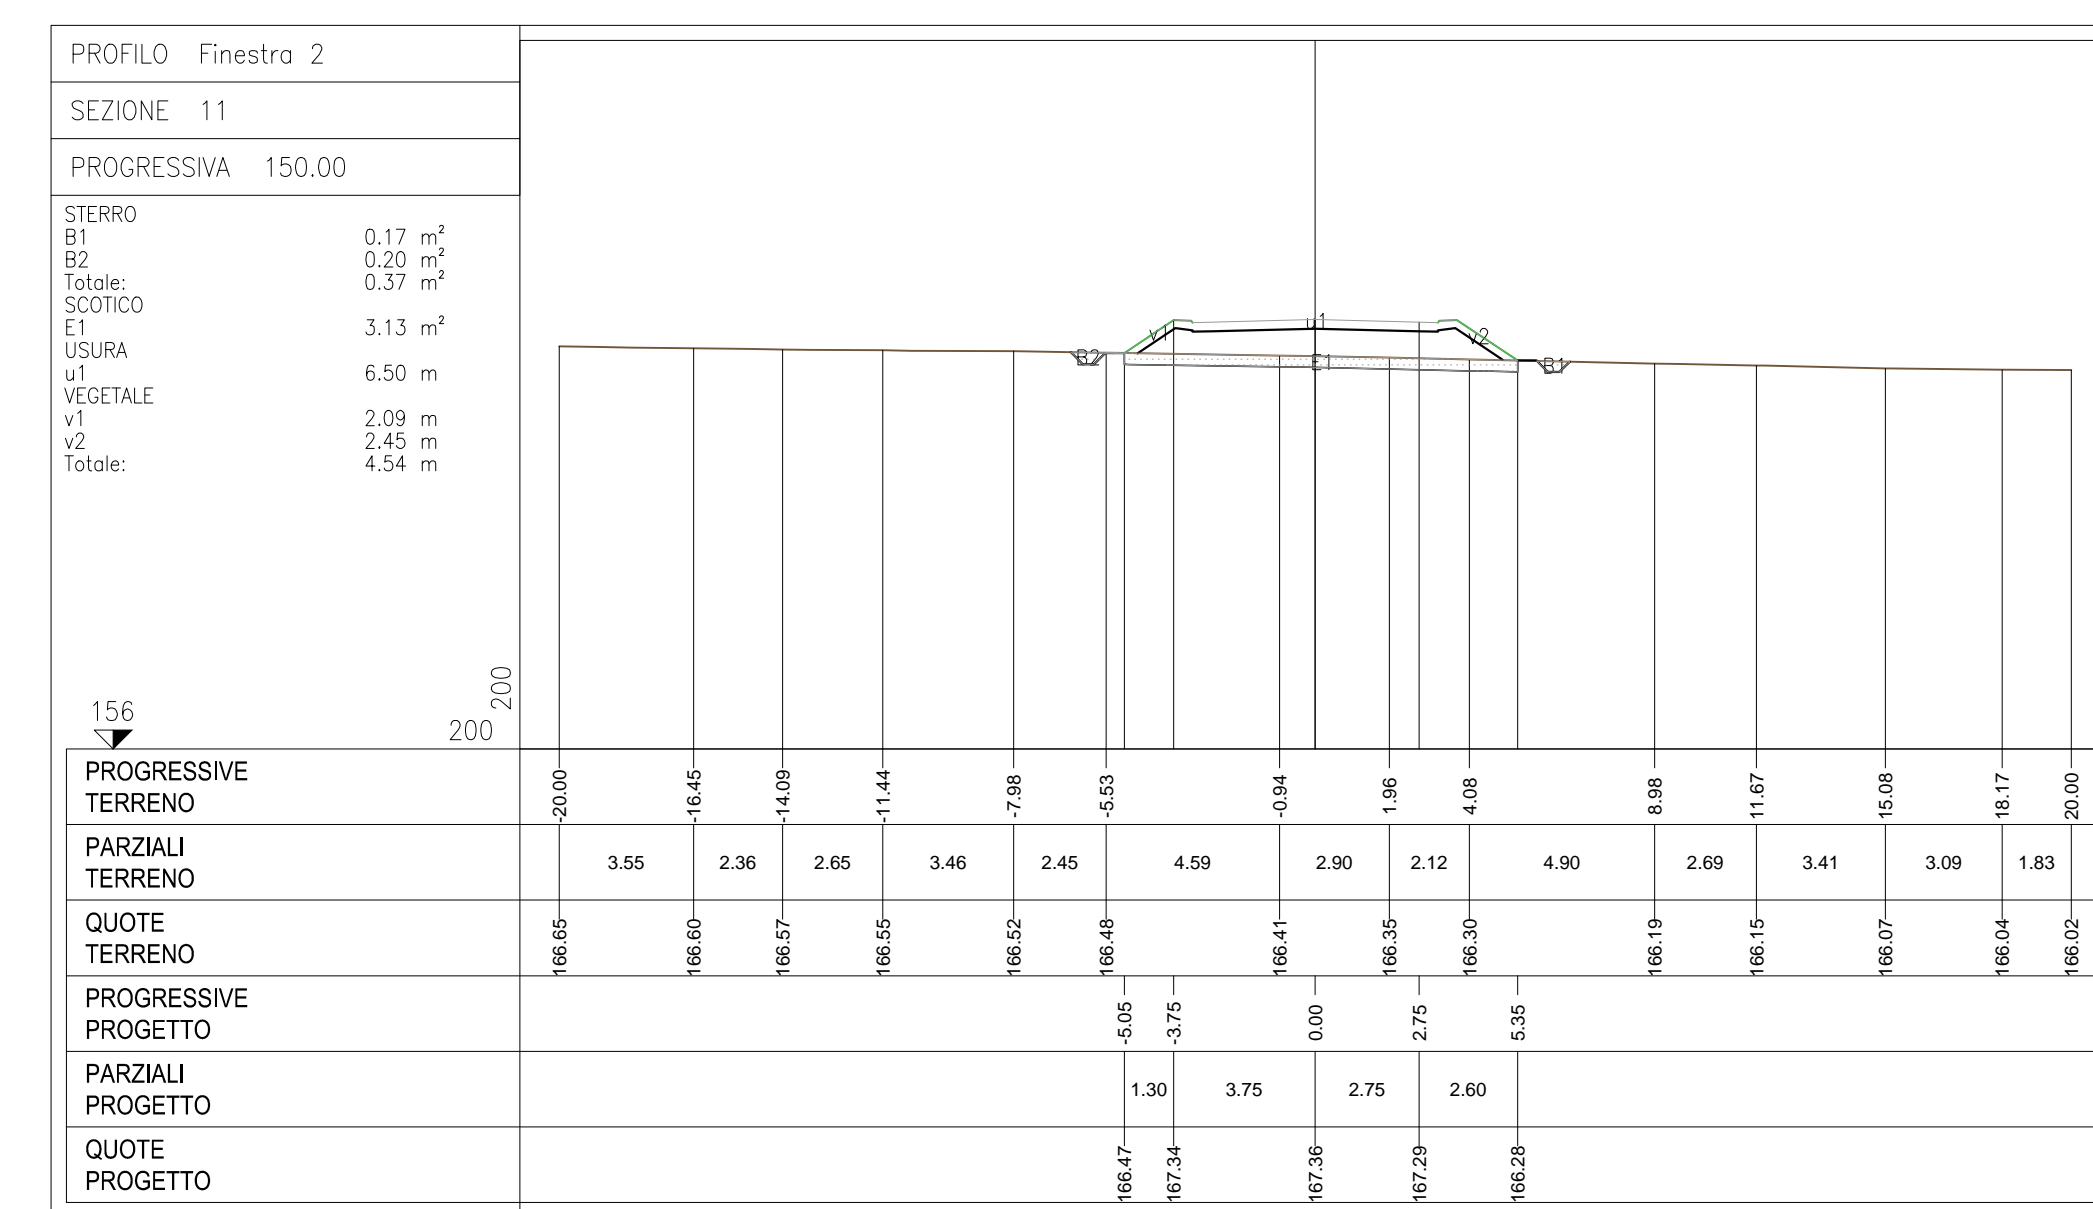 PROFILO Finestra 2
SEZIONE 11
PROGRESSIVA 150.00
STERRO
B1 0.17 m²
B2 0.20 m²
Totale: 0.37 m²
SCOTICO
E1 3.13 m²
USURA
u1 6.50 m
VEGETALE
v1 2.09 m
v2 2.45 m
Totale: 4.54 m
156
200
200
u1
v1
v2
B2
E1
B1
PROGRESSIVE TERRENO
-20.00 -16.45 -14.09 -11.44 -7.98 -5.53 -0.94 1.96 4.08 8.98 11.67 15.08 18.17 20.00
PARZIALI TERRENO
3.55 2.36 2.65 3.46 2.45 4.59 2.90 2.12 4.90 2.69 3.41 3.09 1.83
QUOTE TERRENO
166.65 166.60 166.57 166.55 166.52 166.48 166.41 166.35 166.30 166.19 166.15 166.07 166.04 166.02
PROGRESSIVE PROGETTO
-5.05 -3.75 0.00 2.75 5.35
PARZIALI PROGETTO
1.30 3.75 2.75 2.60
QUOTE PROGETTO
166.47 167.34 167.36 167.29 166.28